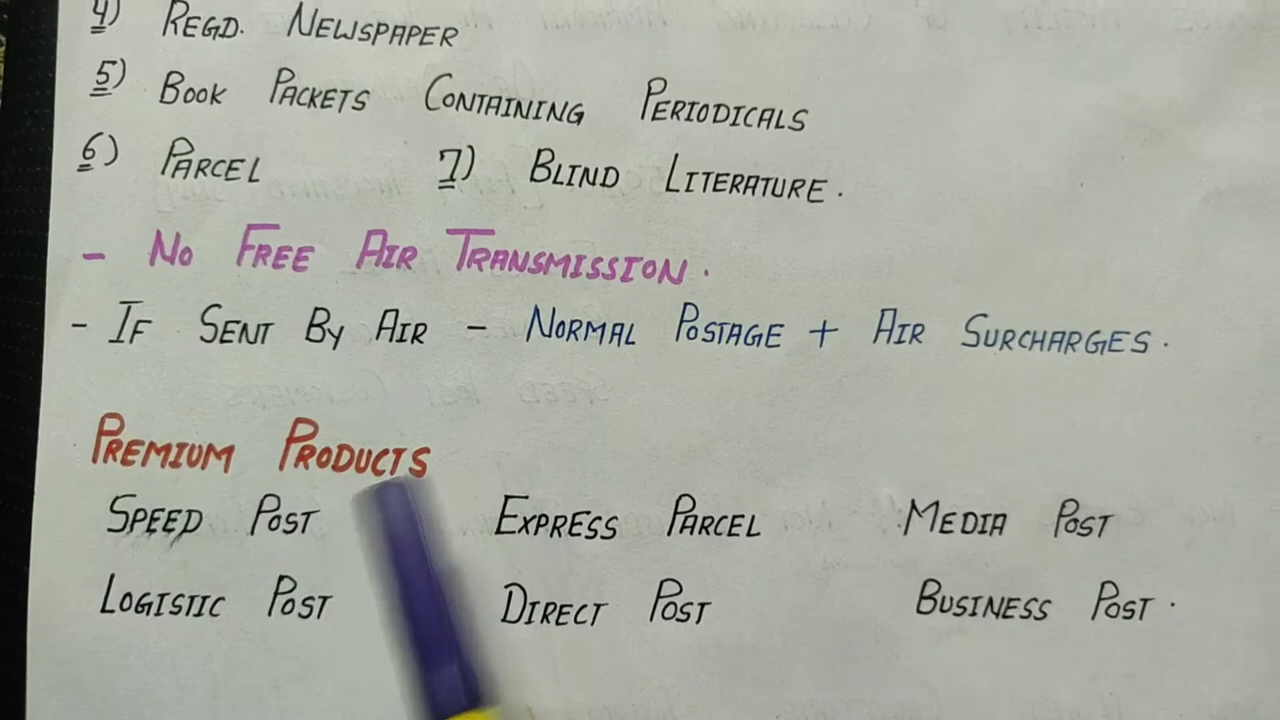 4) REGD. NEWSPAPER
5) BOOK PACKETS CONTAINING PERIODICALS
6) PARCEL 7) BLIND LITERATURE.
- NO FREE AIR TRANSMISSION.
- IF SENT BY AIR - NORMAL POSTAGE + AIR SURCHARGES.
PREMIUM PRODUCTS
SPEED POST EXPRESS PARCEL MEDIA POST
LOGISTIC POST DIRECT POST BUSINESS POST.